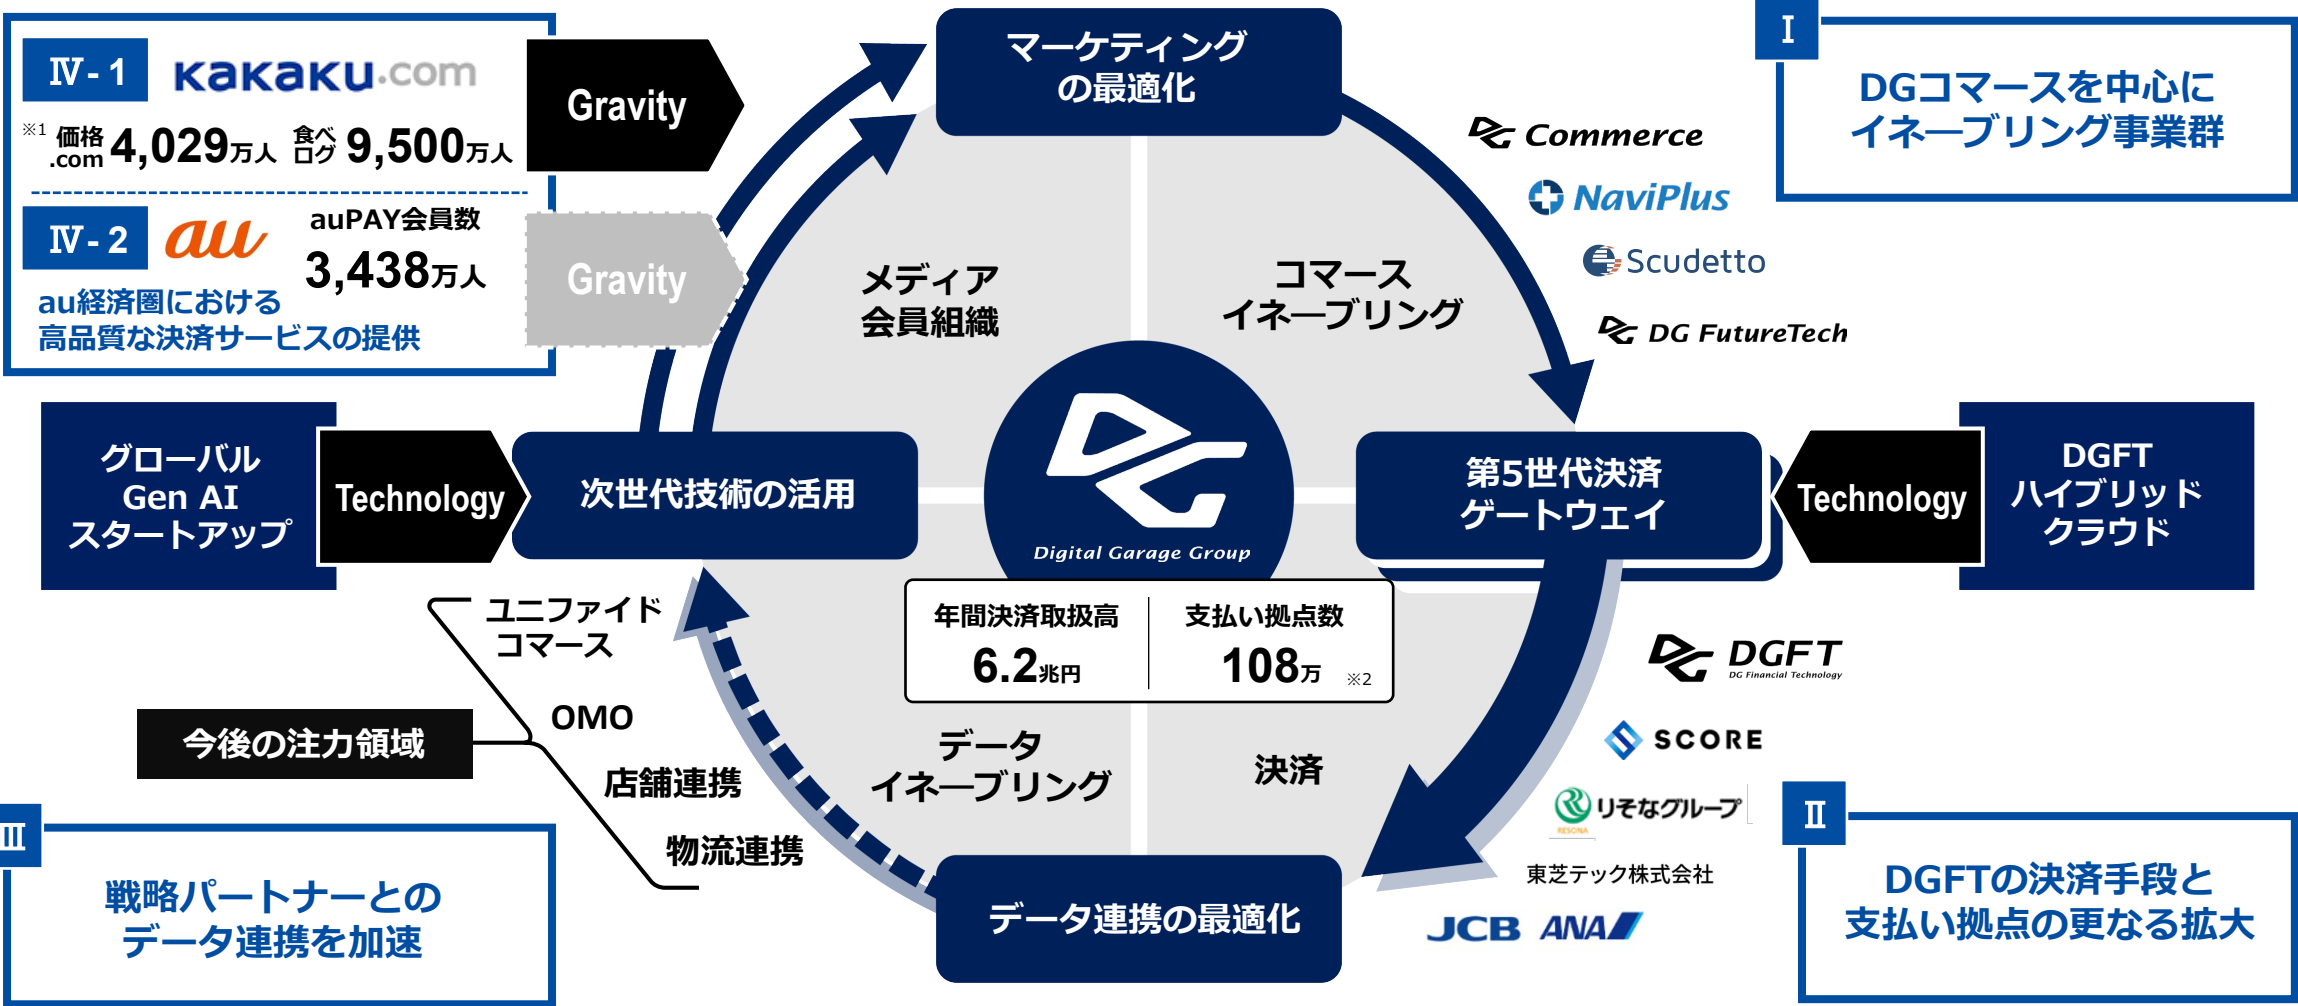 Ⅳ- 1
kakaku.com
※1 価格.com 4,029万人 食べログ 9,500万人
Ⅳ- 2
au
auPAY会員数
3,438万人
au経済圏における
高品質な決済サービスの提供
Gravity
Gravity
マーケティング
の最適化
Ⅰ
DGコマースを中心に
イネーブリング事業群
DG Commerce
NaviPlus
Scudetto
DG FutureTech
メディア
会員組織
コマース
イネーブリング
グローバル
Gen AI
スタートアップ
Technology
次世代技術の活用
DG
Digital Garage Group
第5世代決済
ゲートウェイ
Technology
DGFT
ハイブリッド
クラウド
年間決済取扱高
6.2兆円
支払い拠点数
108万 ※2
ユニファイド
コマース
OMO
店舗連携
物流連携
今後の注力領域
データ
イネーブリング
決済
DG DGFT
DG Financial Technology
SCORE
りそなグループ
RESONA
東芝テック株式会社
JCB ANA
Ⅲ
戦略パートナーとの
データ連携を加速
データ連携の最適化
Ⅱ
DGFTの決済手段と
支払い拠点の更なる拡大